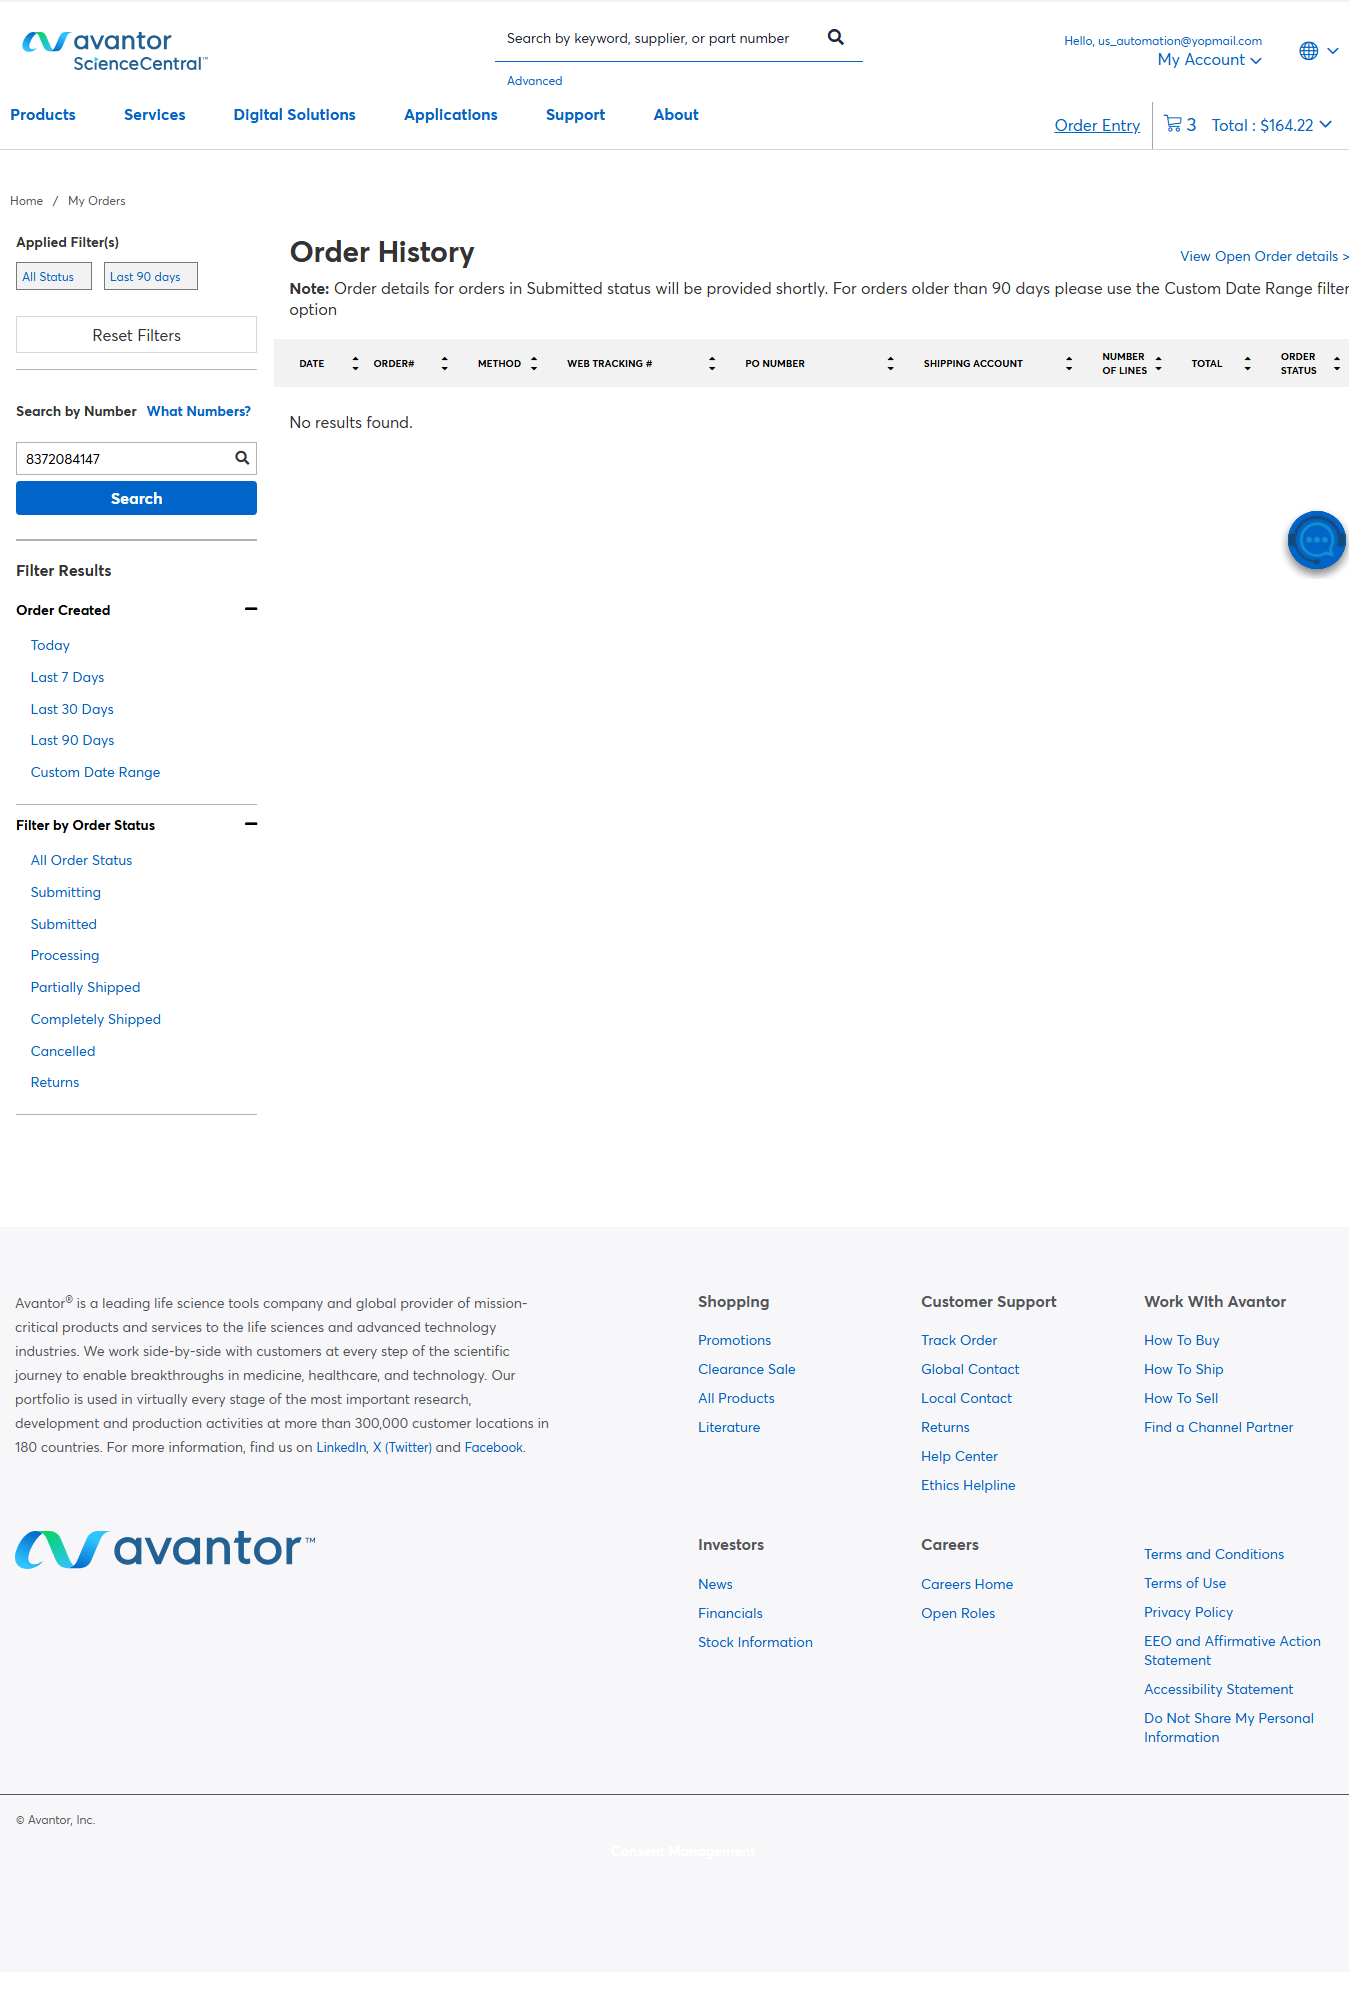 avantor
ScienceCentral™
Search by keyword, supplier, or part number
Advanced
Hello, us_automation@yopmail.com
My Account
Products
Services
Digital Solutions
Applications
Support
About
Order Entry
3
Total : $164.22
Home / My Orders
Applied Filter(s)
All Status
Last 90 days
Reset Filters
Search by Number What Numbers?
8372084147
Search
Filter Results
Order Created
Today
Last 7 Days
Last 30 Days
Last 90 Days
Custom Date Range
Filter by Order Status
All Order Status
Submitting
Submitted
Processing
Partially Shipped
Completely Shipped
Cancelled
Returns
Order History
View Open Order details >
Note: Order details for orders in Submitted status will be provided shortly. For orders older than 90 days please use the Custom Date Range filter
option
DATE
ORDER#
METHOD
WEB TRACKING #
PO NUMBER
SHIPPING ACCOUNT
NUMBER
OF LINES
TOTAL
ORDER
STATUS
No results found.
Avantor® is a leading life science tools company and global provider of mission-
critical products and services to the life sciences and advanced technology
industries. We work side-by-side with customers at every step of the scientific
journey to enable breakthroughs in medicine, healthcare, and technology. Our
portfolio is used in virtually every stage of the most important research,
development and production activities at more than 300,000 customer locations in
180 countries. For more information, find us on LinkedIn, X (Twitter) and Facebook.
avantor™
Shopping
Promotions
Clearance Sale
All Products
Literature
Customer Support
Track Order
Global Contact
Local Contact
Returns
Help Center
Ethics Helpline
Work With Avantor
How To Buy
How To Ship
How To Sell
Find a Channel Partner
Investors
News
Financials
Stock Information
Careers
Careers Home
Open Roles
Terms and Conditions
Terms of Use
Privacy Policy
EEO and Affirmative Action
Statement
Accessibility Statement
Do Not Share My Personal
Information
© Avantor, Inc.
Consent Management